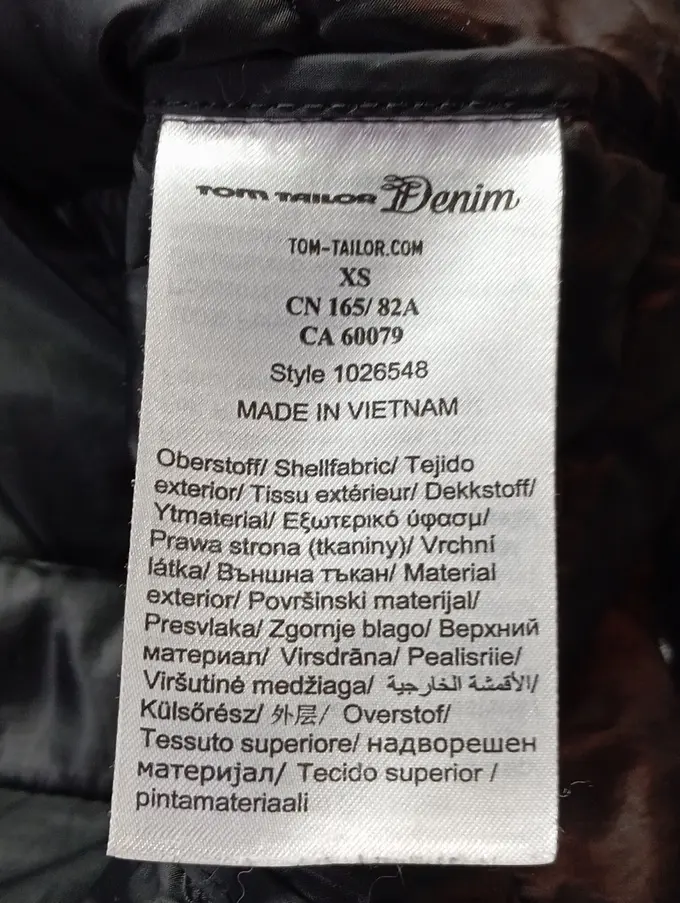 TOM TAILOR Denim
TOM-TAILOR.COM
XS
CN 165/ 82A
CA 60079
Style 1026548
MADE IN VIETNAM
Oberstoff/ Shellfabric/ Tejido
exterior/ Tissu extérieur/ Dekkstoff/
Ytmaterial/ Εξωτερικό ύφασμ/
Prawa strona (tkaniny)/ Vrchní
látka/ Външна тъкан/ Material
exterior/ Površinski materijal/
Presvlaka/ Zgornje blago/ Верхний
материал/ Virsdrāna/ Pealisriie/
Viršutinė medžiaga/ الأقمشة الخارجية/
Külsőrész/ 外层/ Overstof/
Tessuto superiore/ надворешен
материјал/ Tecido superior /
pintamateriaali